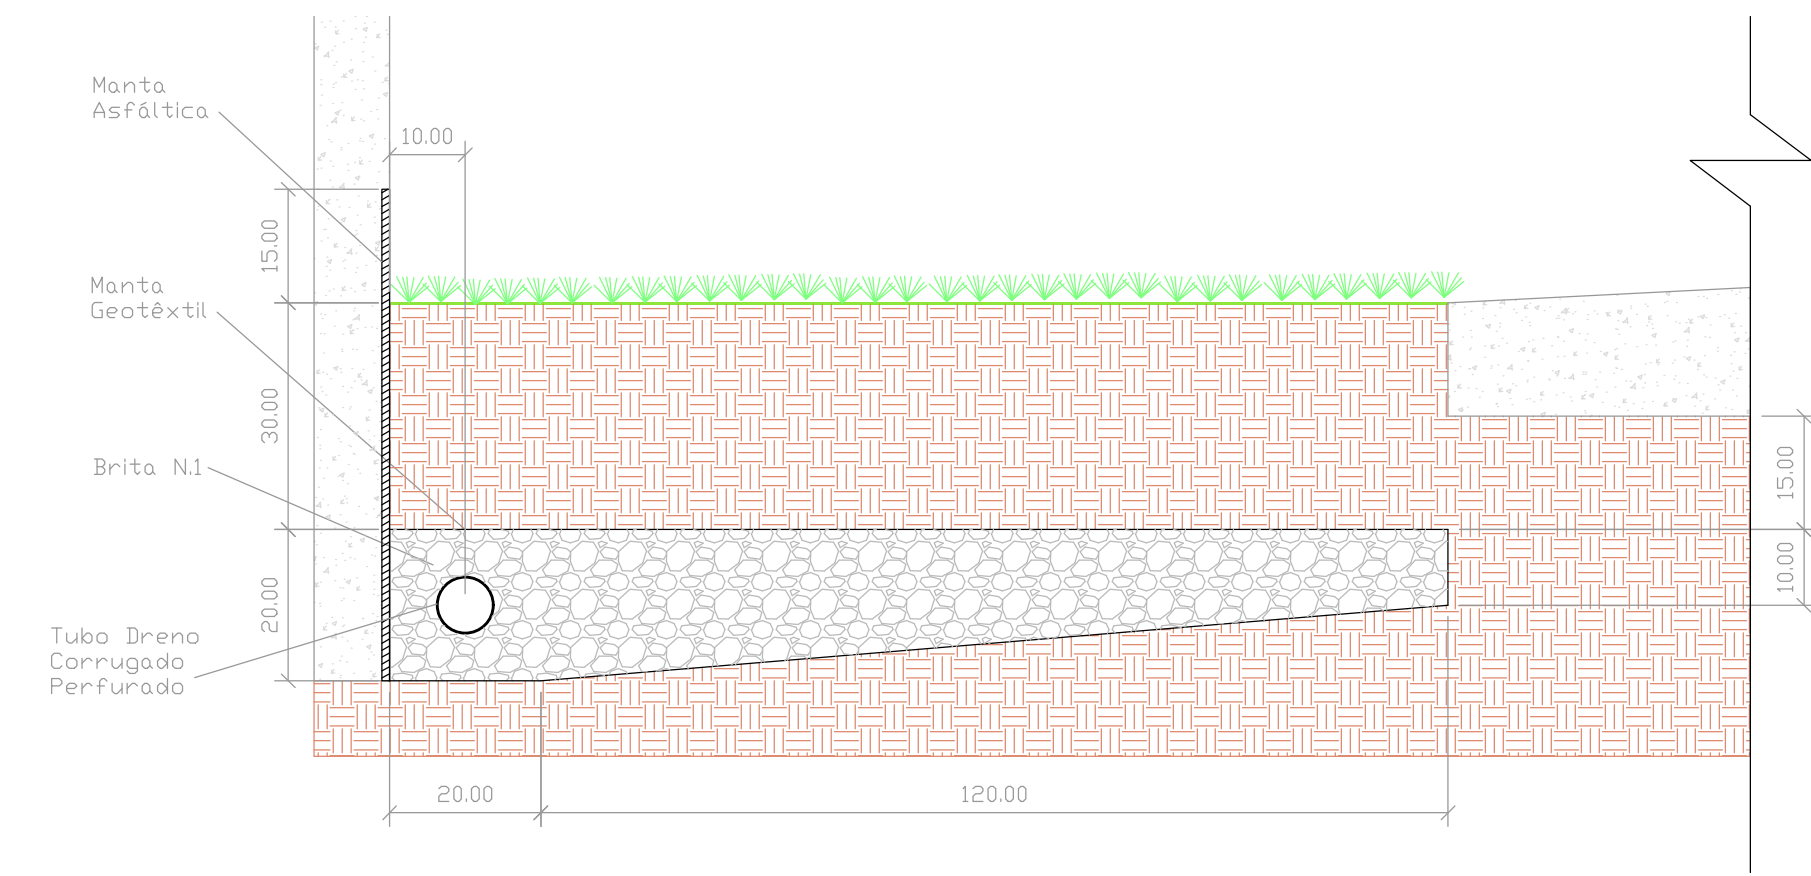 Manta
Asfáltica
10.00
15.00
Manta
Geotêxtil
30.00
Brita N.1
15.00
10.00
20.00
Tubo Dreno
Corrugado
Perfurado
20.00
120.00